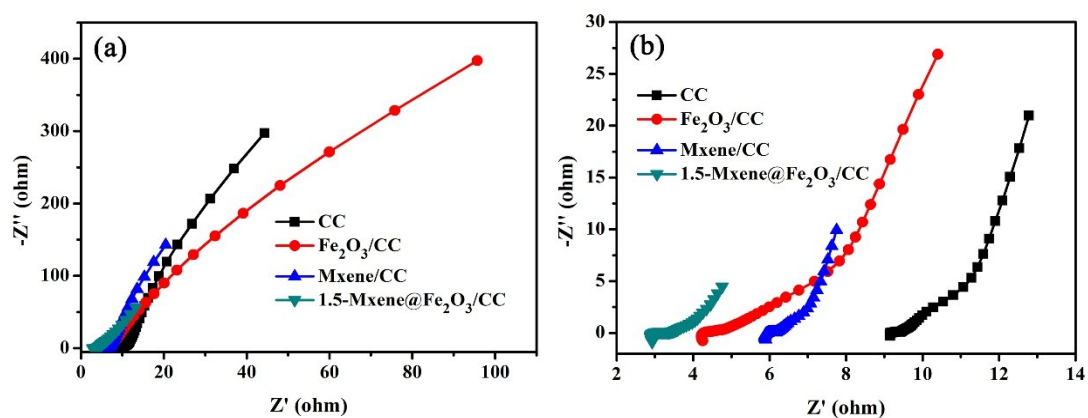 (a)
-Z'' (ohm)
400
300
200
100
0
CC
Fe₂O₃/CC
Mxene/CC
1.5-Mxene@Fe₂O₃/CC
0 20 40 60 80 100
Z' (ohm)
(b)
-Z'' (ohm)
30
25
20
15
10
5
0
CC
Fe₂O₃/CC
Mxene/CC
1.5-Mxene@Fe₂O₃/CC
2 4 6 8 10 12 14
Z' (ohm)